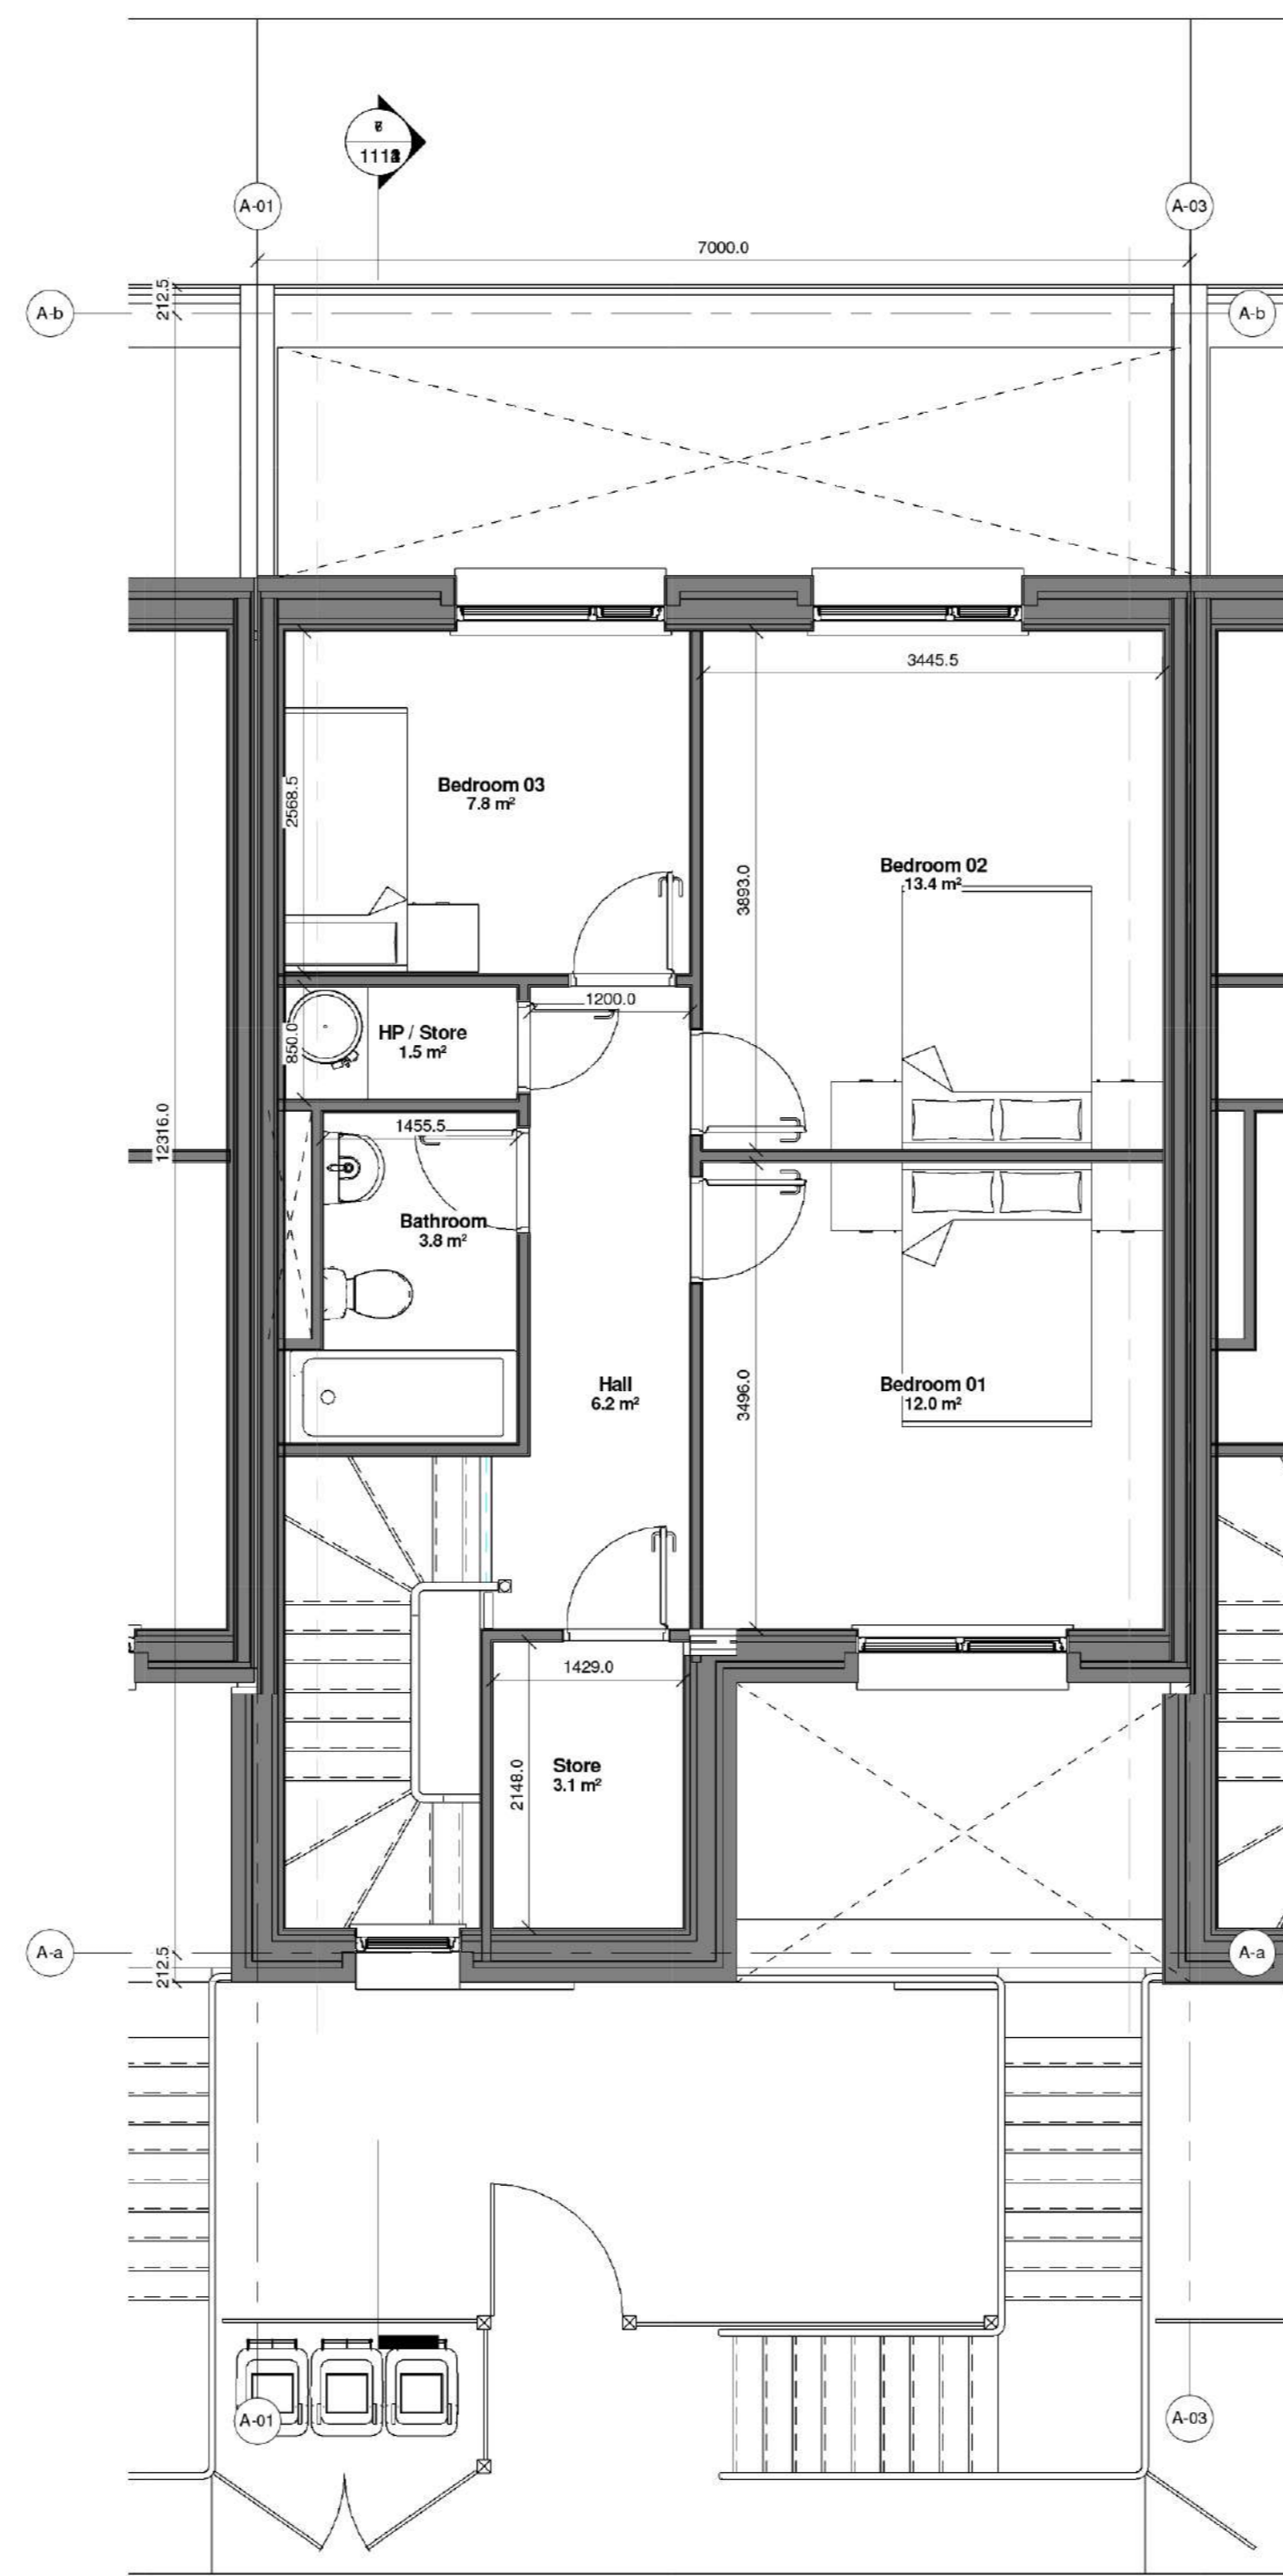 A-01
A-03
7000.0
212.5
A-b
A-b
3445.5
Bedroom 03
7.8 m²
2568.5
Bedroom 02
13.4 m²
3893.0
1200.0
HP / Store
1.5 m²
850.0
12316.0
1455.5
Bathroom
3.8 m²
Hall
6.2 m²
3496.0
Bedroom 01
12.0 m²
1429.0
Store
3.1 m²
2148.0
A-a
A-a
212.5
A-01
A-03